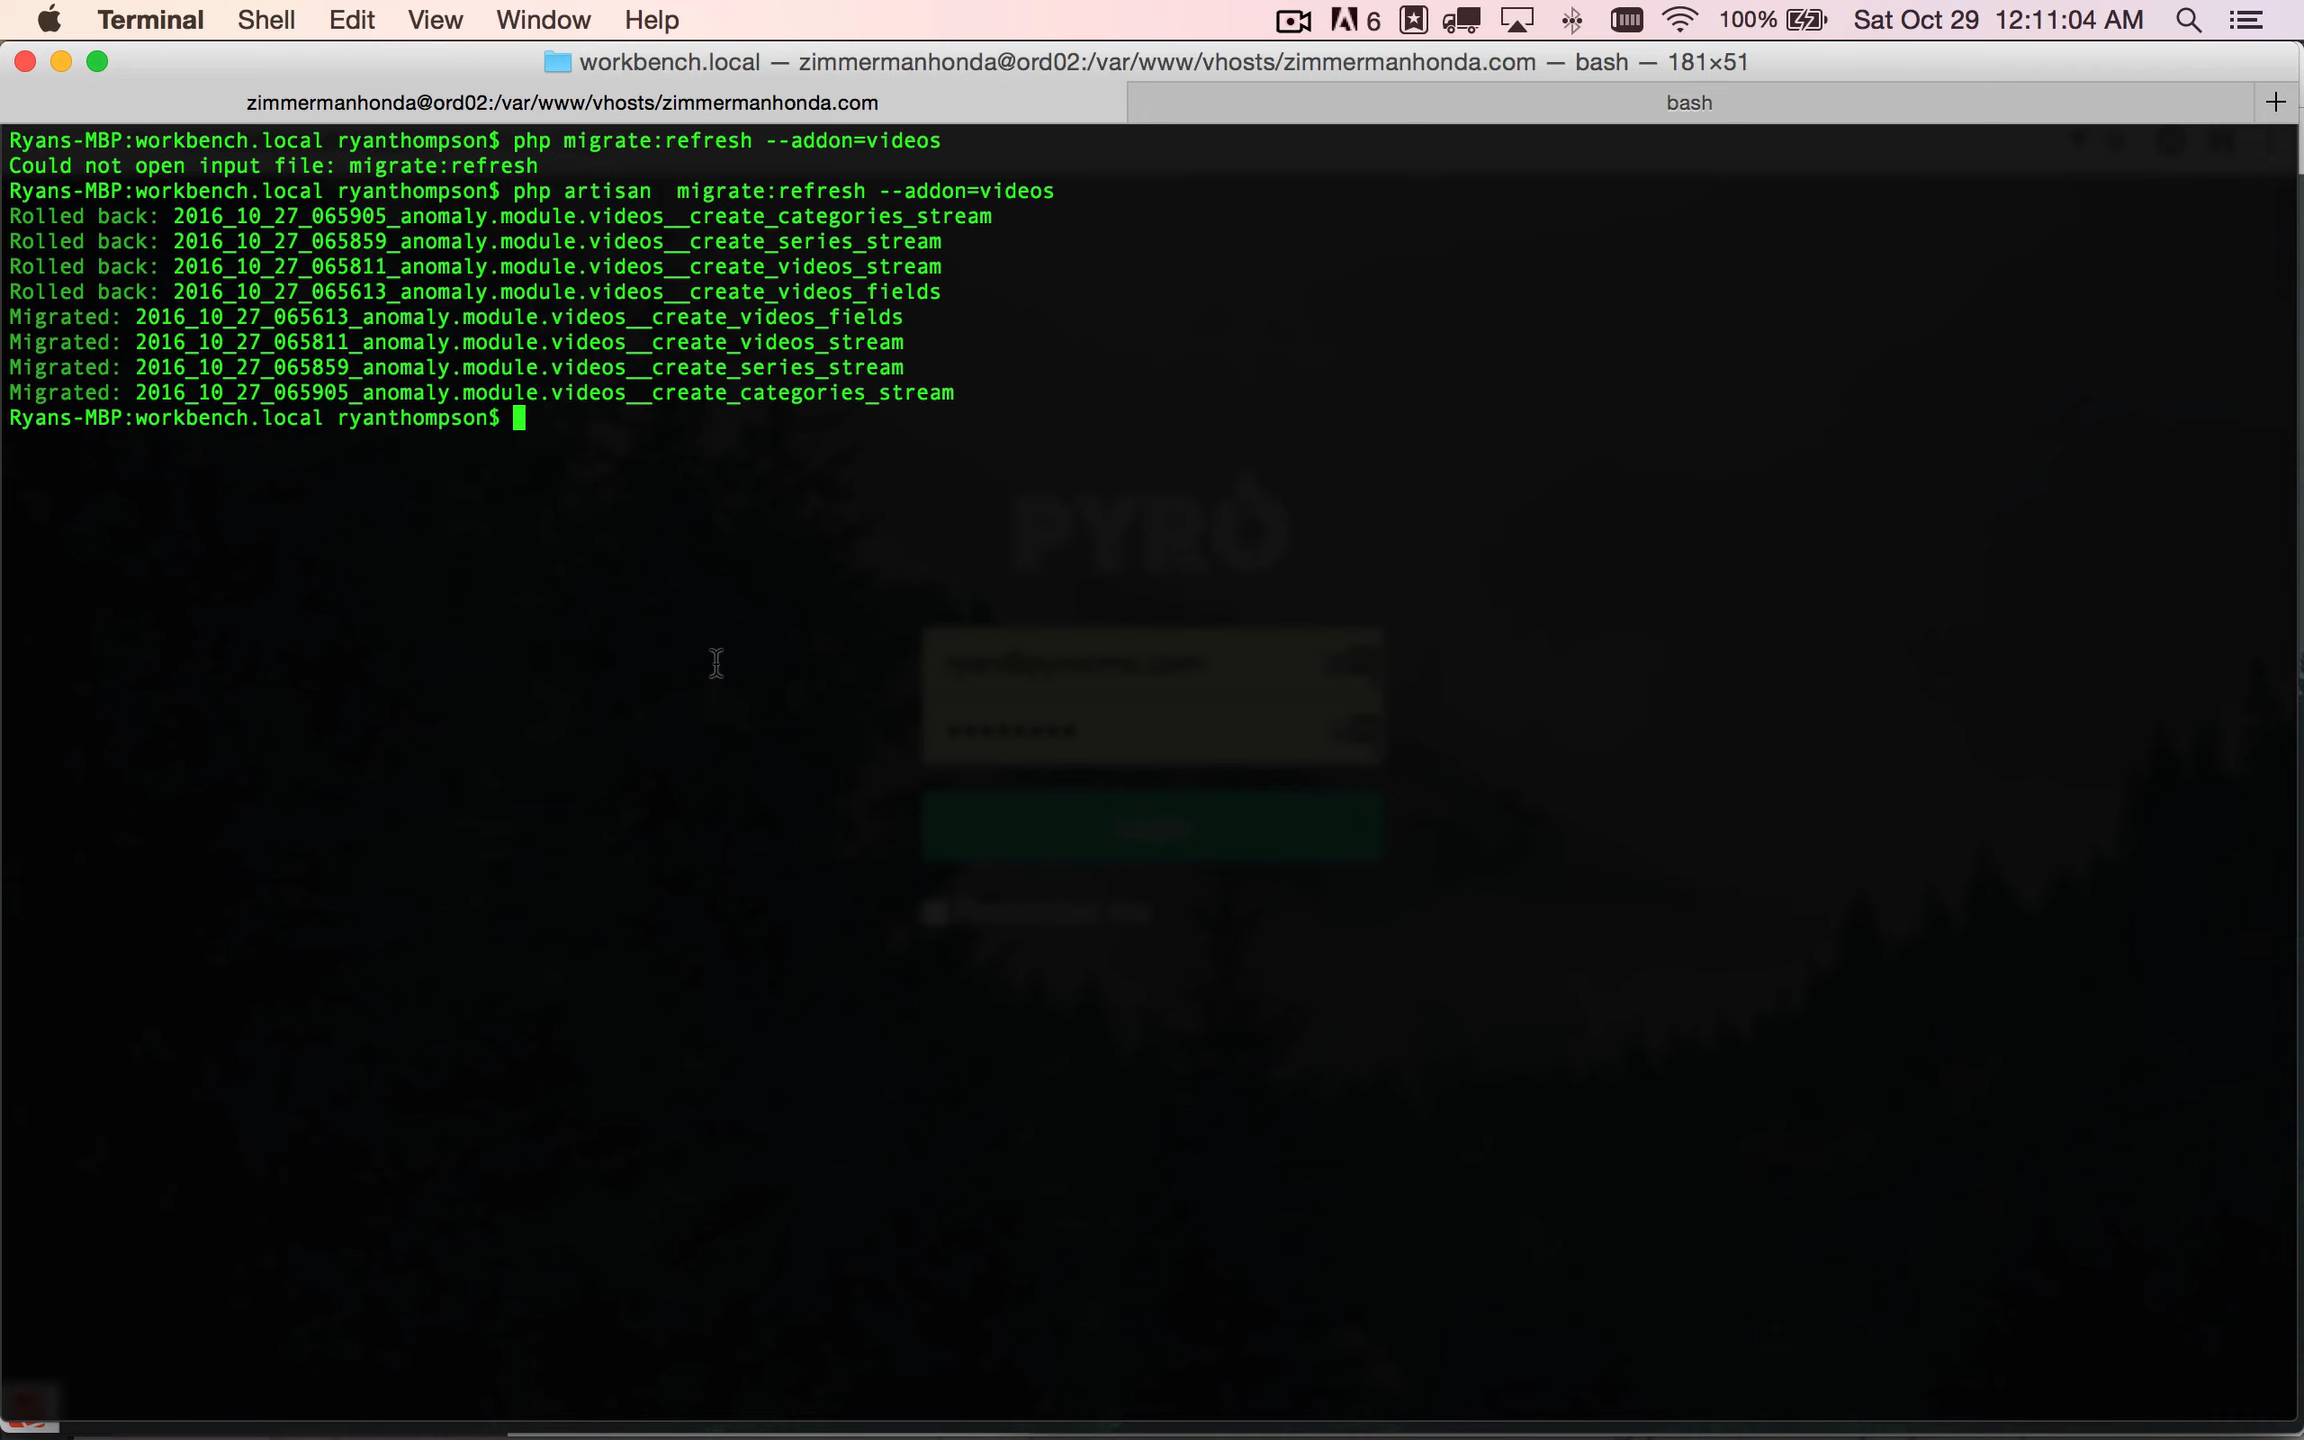 Terminal Shell Edit View Window Help 6 100% Sat Oct 29 12:11:04 AM
workbench.local — zimmermanhonda@ord02:/var/www/vhosts/zimmermanhonda.com — bash — 181×51
zimmermanhonda@ord02:/var/www/vhosts/zimmermanhonda.com bash +
Ryans-MBP:workbench.local ryanthompson$ php migrate:refresh --addon=videos
Could not open input file: migrate:refresh
Ryans-MBP:workbench.local ryanthompson$ php artisan  migrate:refresh --addon=videos
Rolled back: 2016_10_27_065905_anomaly.module.videos__create_categories_stream
Rolled back: 2016_10_27_065859_anomaly.module.videos__create_series_stream
Rolled back: 2016_10_27_065811_anomaly.module.videos__create_videos_stream
Rolled back: 2016_10_27_065613_anomaly.module.videos__create_videos_fields
Migrated: 2016_10_27_065613_anomaly.module.videos__create_videos_fields
Migrated: 2016_10_27_065811_anomaly.module.videos__create_videos_stream
Migrated: 2016_10_27_065859_anomaly.module.videos__create_series_stream
Migrated: 2016_10_27_065905_anomaly.module.videos__create_categories_stream
Ryans-MBP:workbench.local ryanthompson$
PYRO
Login
Remember me